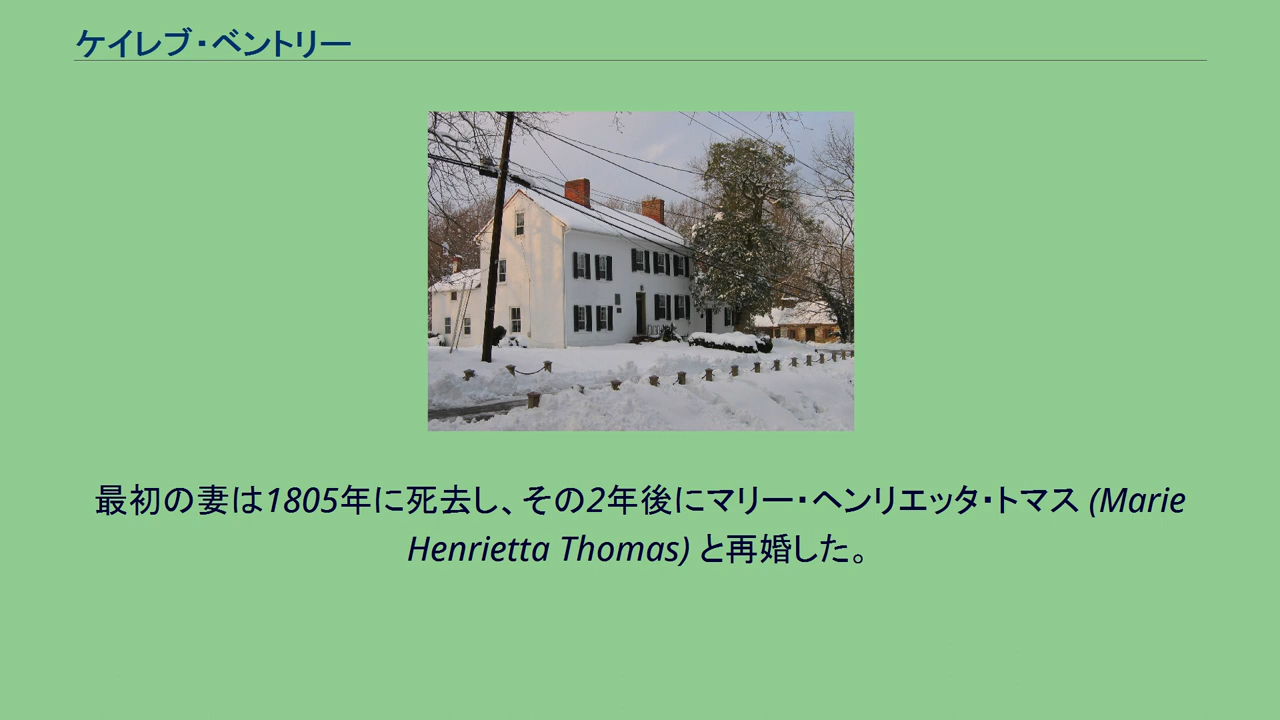 ケイレブ・ベントリー
最初の妻は1805年に死去し、その2年後にマリー・ヘンリエッタ・トマス (Marie
Henrietta Thomas) と再婚した。